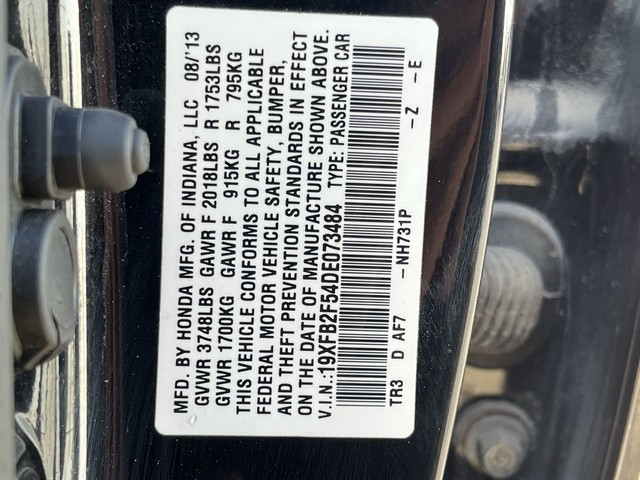 MFD. BY HONDA MFG. OF INDIANA, LLC 08/'13
GVWR 3748LBS GAWR F 2018LBS R 1753LBS
GVWR 1700KG GAWR F 915KG R 795KG
THIS VEHICLE CONFORMS TO ALL APPLICABLE
FEDERAL MOTOR VEHICLE SAFETY, BUMPER,
AND THEFT PREVENTION STANDARDS IN EFFECT
ON THE DATE OF MANUFACTURE SHOWN ABOVE.
V.I.N.:19XFB2F54DE073484 TYPE: PASSENGER CAR
TR3 D AF7 -NH731P -Z -E